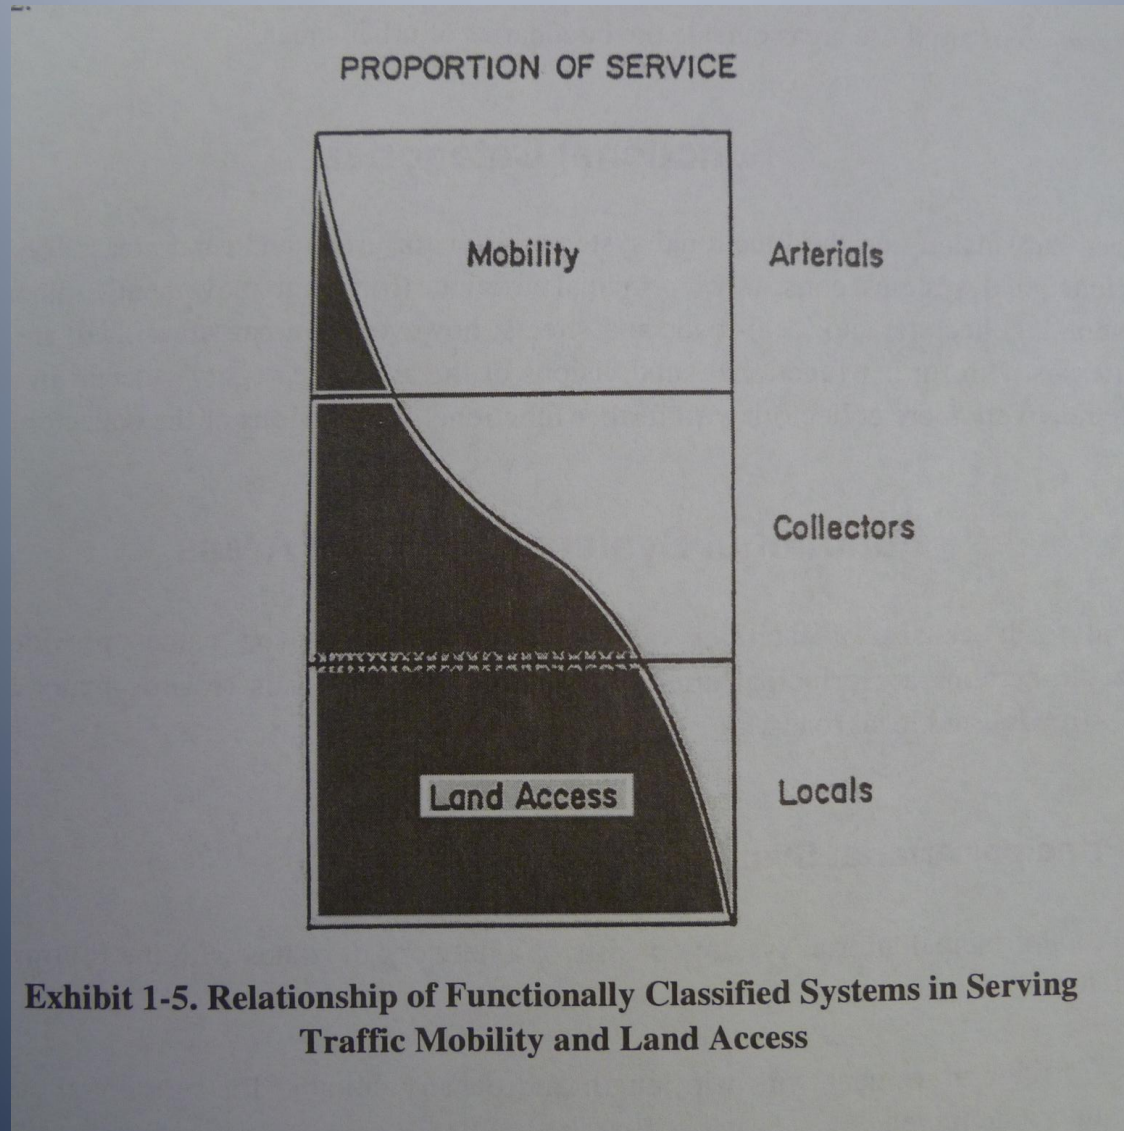 PROPORTION OF SERVICE
Mobility
Arterials
Collectors
Land Access
Locals
Exhibit 1-5. Relationship of Functionally Classified Systems in Serving
Traffic Mobility and Land Access